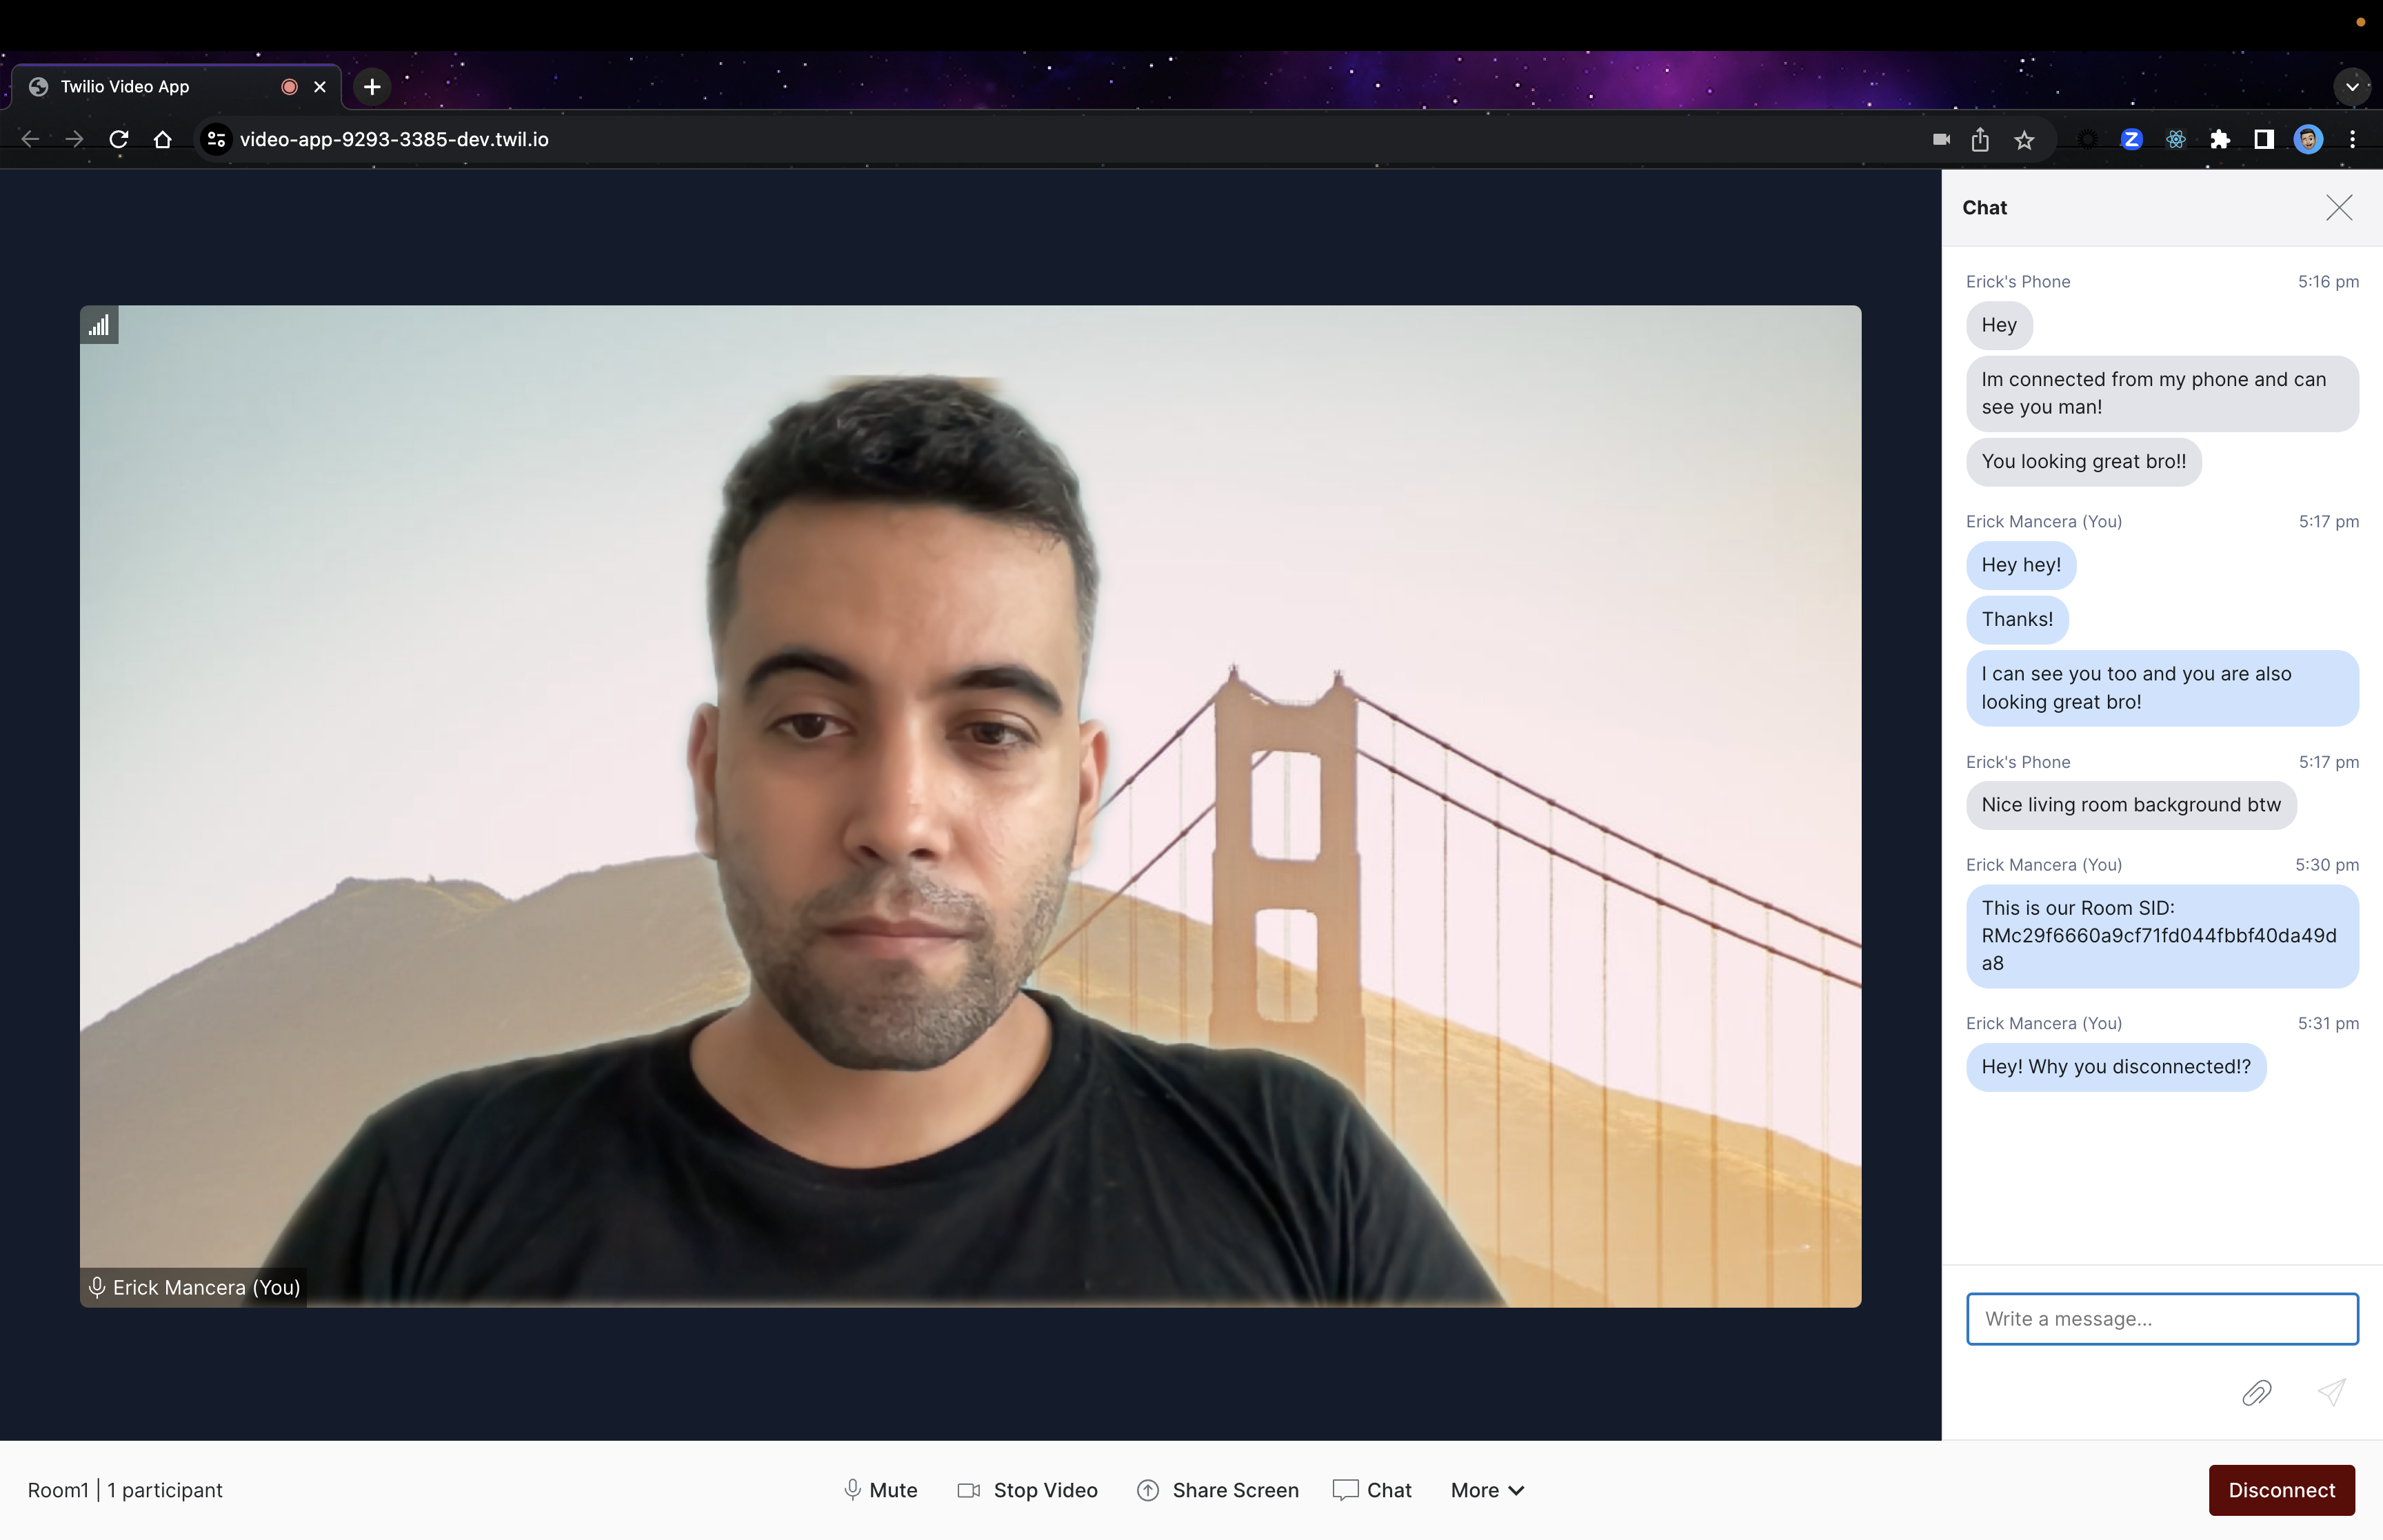 Twilio Video App
video-app-9293-3385-dev.twil.io
Z
Chat
Erick's Phone 5:16 pm
Hey
Im connected from my phone and can
see you man!
You looking great bro!!
Erick Mancera (You) 5:17 pm
Hey hey!
Thanks!
I can see you too and you are also
looking great bro!
Erick's Phone 5:17 pm
Nice living room background btw
Erick Mancera (You) 5:30 pm
This is our Room SID:
RMc29f6660a9cf71fd044fbbf40da49d
a8
Erick Mancera (You) 5:31 pm
Hey! Why you disconnected!?
Erick Mancera (You)
Write a message...
Room1 | 1 participant
Mute
Stop Video
Share Screen
Chat
More
Disconnect